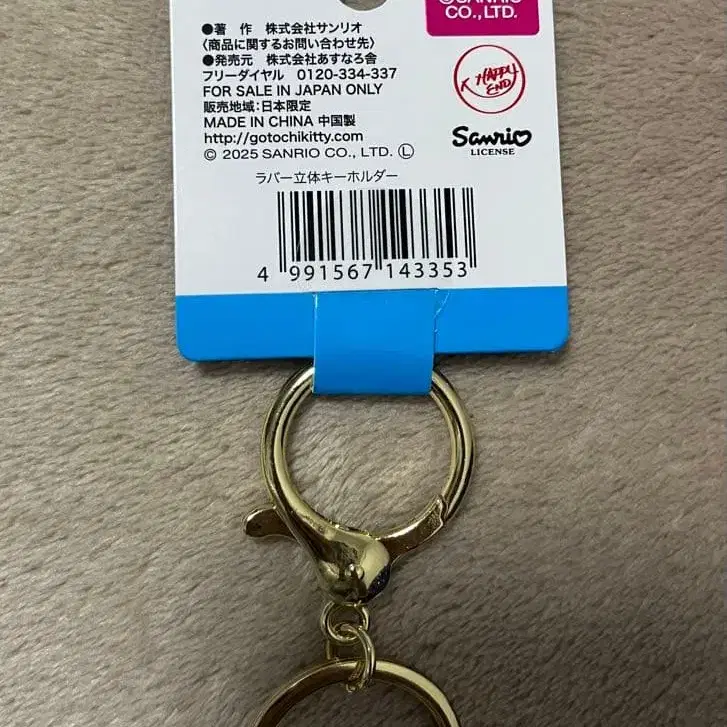 ●著 作 株式会社サンリオ
〈商品に関するお問い合わせ先〉
●発売元 株式会社あすなろ舎
フリーダイヤル 0120-334-337
FOR SALE IN JAPAN ONLY
販売地域:日本限定
MADE IN CHINA 中国製
http://gotochikitty.com
© 2025 SANRIO CO., LTD. Ⓛ
©SANRIO
CO.,LTD.
HAPPY
END
Sanrio
LICENSE
ラバー立体キーホルダー
4 991567 143353